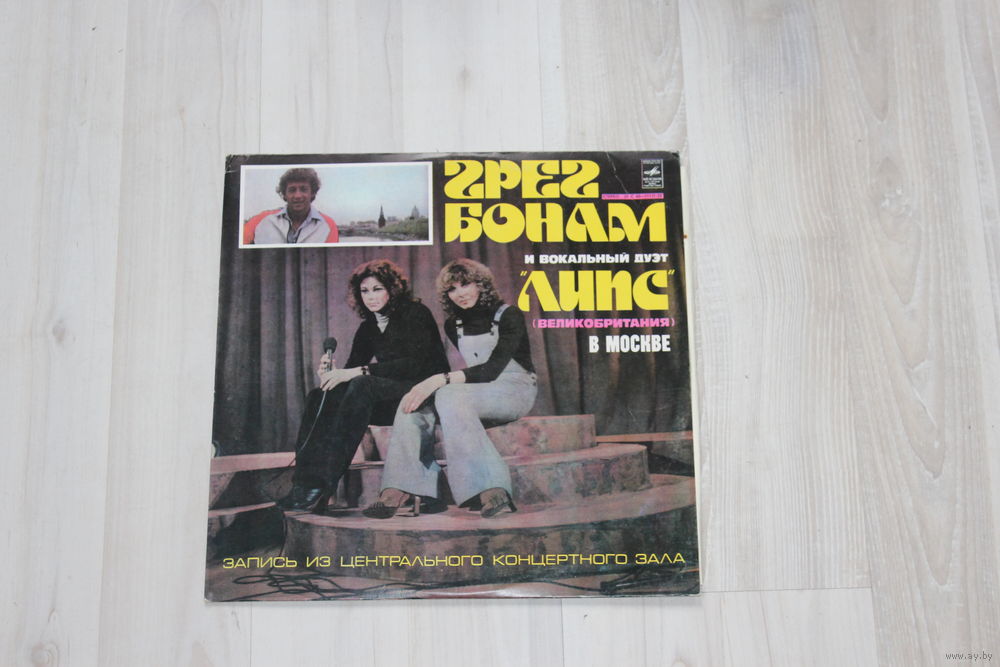 ГРЕГ
БОНАМ
И ВОКАЛЬНЫЙ ДУЭТ
"ЛИПС"
(ВЕЛИКОБРИТАНИЯ)
В МОСКВЕ
ЗАПИСЬ ИЗ ЦЕНТРАЛЬНОГО КОНЦЕРТНОГО ЗАЛА
www.ay.by